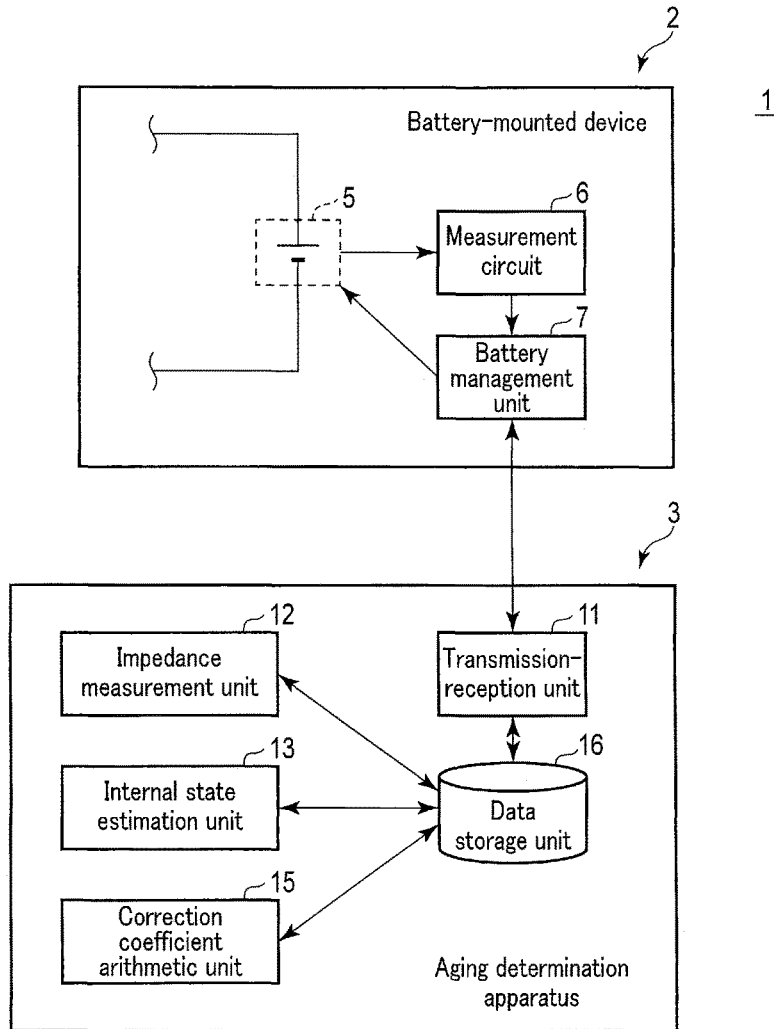 2
1
Battery-mounted device
5
6
Measurement
circuit
7
Battery
management
unit
3
12
Impedance
measurement unit
11
Transmission-
reception unit
13
Internal state
estimation unit
16
Data
storage unit
15
Correction
coefficient
arithmetic unit
Aging determination
apparatus